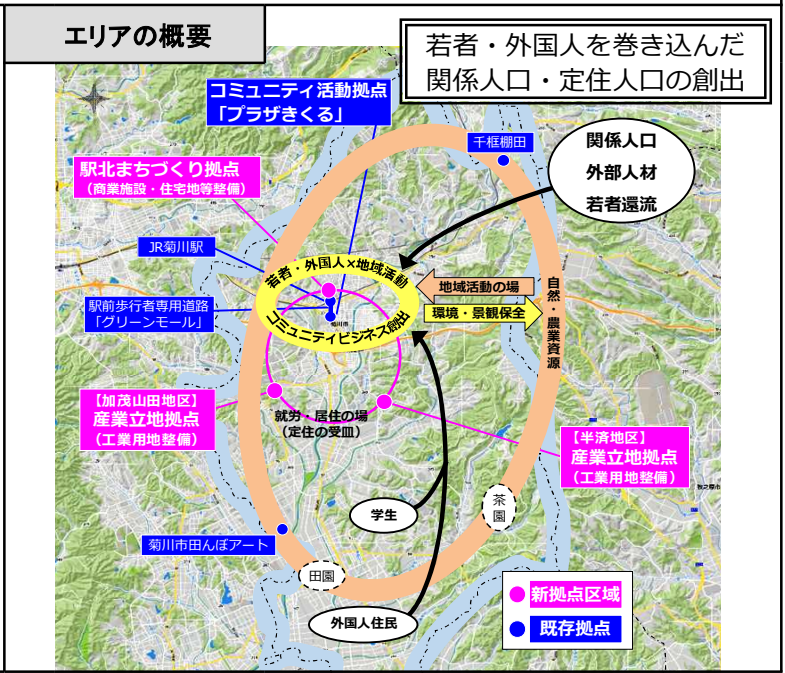 エリアの概要
若者・外国人を巻き込んだ
関係人口・定住人口の創出
コミュニティ活動拠点
「プラザきくる」
千框棚田
関係人口
外部人材
若者還流
駅北まちづくり拠点
（商業施設・住宅地等整備）
JR菊川駅
若者・外国人×地域活動
地域活動の場
環境・景観保全
自然・農業資源
駅前歩行者専用道路
「グリーンモール」
コミュニティビジネス創出
【加茂山田地区】
産業立地拠点
（工業用地整備）
就労・居住の場
（定住の受皿）
【半済地区】
産業立地拠点
（工業用地整備）
学生
茶園
菊川市田んぼアート
田園
外国人住民
新拠点区域
既存拠点